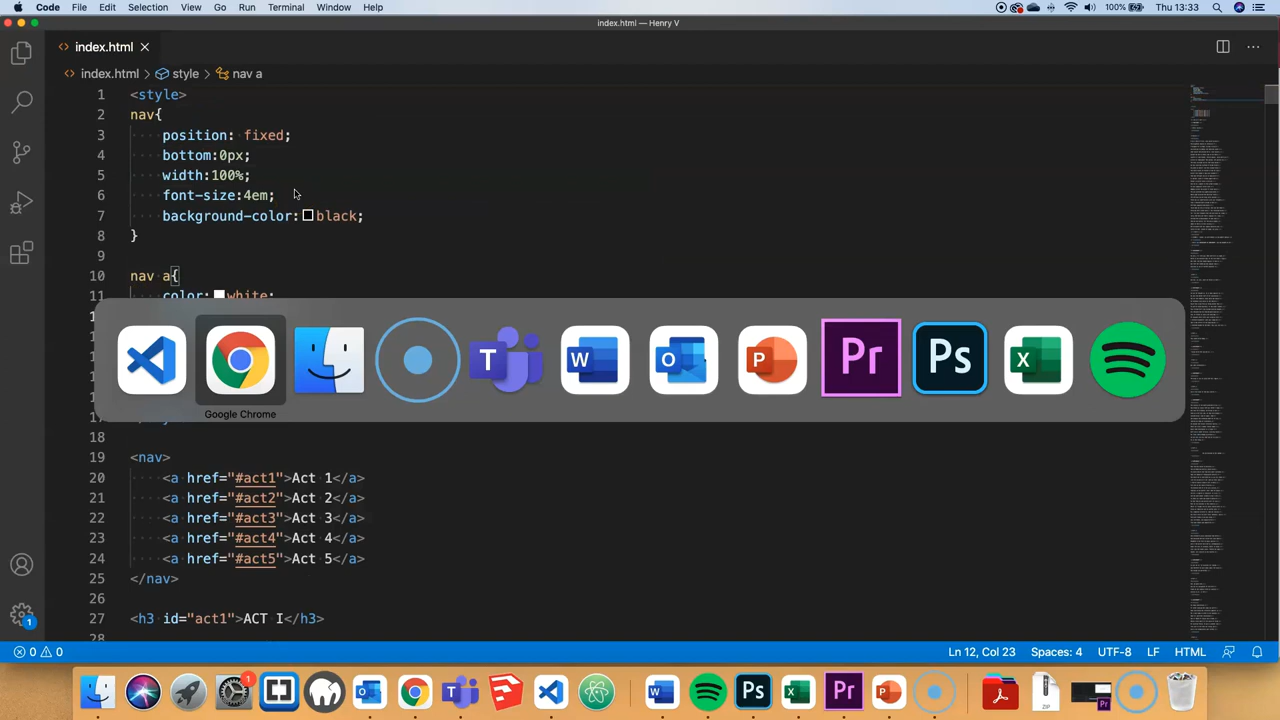 Code File Edit Selection View Go Run Terminal Window Help 100% Thu 13:33
index.html — Henry V
index.html
index.html > style > nav a
1 <style>
2 nav{
3 position: fixed;
4 bottom:0px;
5 width:100%;
6 font-size:4em;
7 background-color: black;
8 }
9
10 nav a{
11 color: white;
Google Chrome
18
19 <nav>
20 <a href="#act1">Act 1</a>
21 <a href="#act2">Act 2</a>
22 <a href="#act3">Act 3</a>
23 <a href="#act4">Act 4</a>
24 <a href="#act5">Act 5</a>
25 </nav>
26
27 <h3 id="act1">ACT I</h3>
28
0 0 Ln 12, Col 23 Spaces: 4 UTF-8 LF HTML